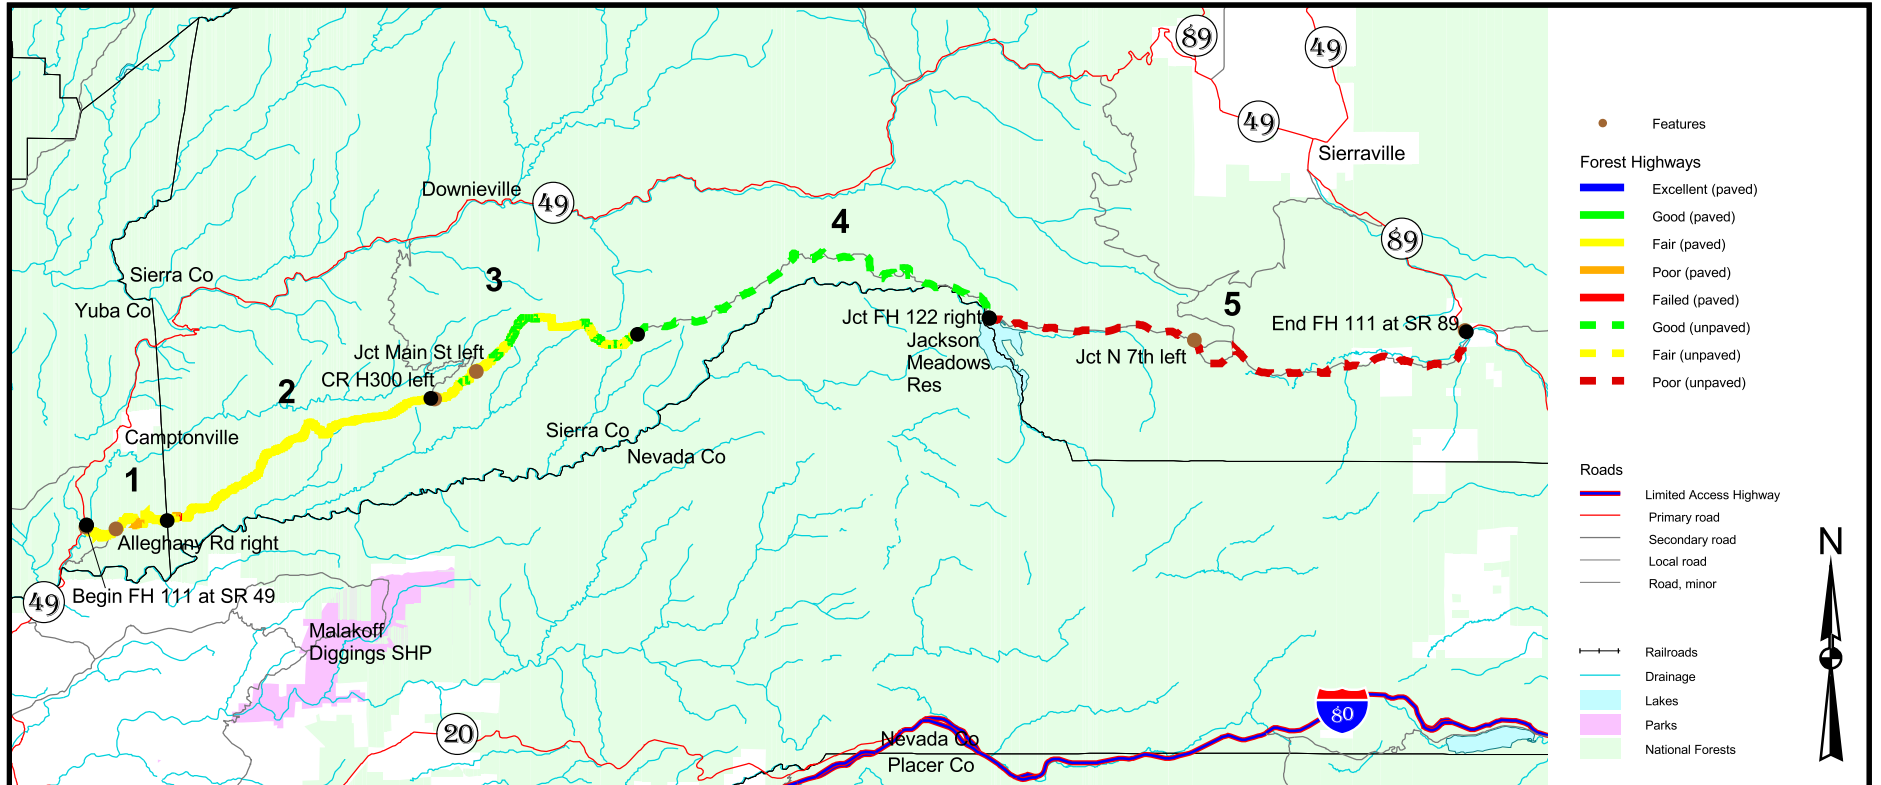 89
49
49
Sierraville
Downieville
49
4
89
Sierra Co
3
Yuba Co
5
Jct FH 122 right
End FH 111 at SR 89
Jackson
Meadows
Res
Jct Main St left
Jct N 7th left
CR H300 left
2
Camptonville
Sierra Co
Nevada Co
1
Alleghany Rd right
49
Begin FH 111 at SR 49
Malakoff
Diggings SHP
20
80
Nevada Co
Placer Co
Features
Forest Highways
Excellent (paved)
Good (paved)
Fair (paved)
Poor (paved)
Failed (paved)
Good (unpaved)
Fair (unpaved)
Poor (unpaved)
Roads
Limited Access Highway
Primary road
Secondary road
Local road
Road, minor
N
Railroads
Drainage
Lakes
Parks
National Forests